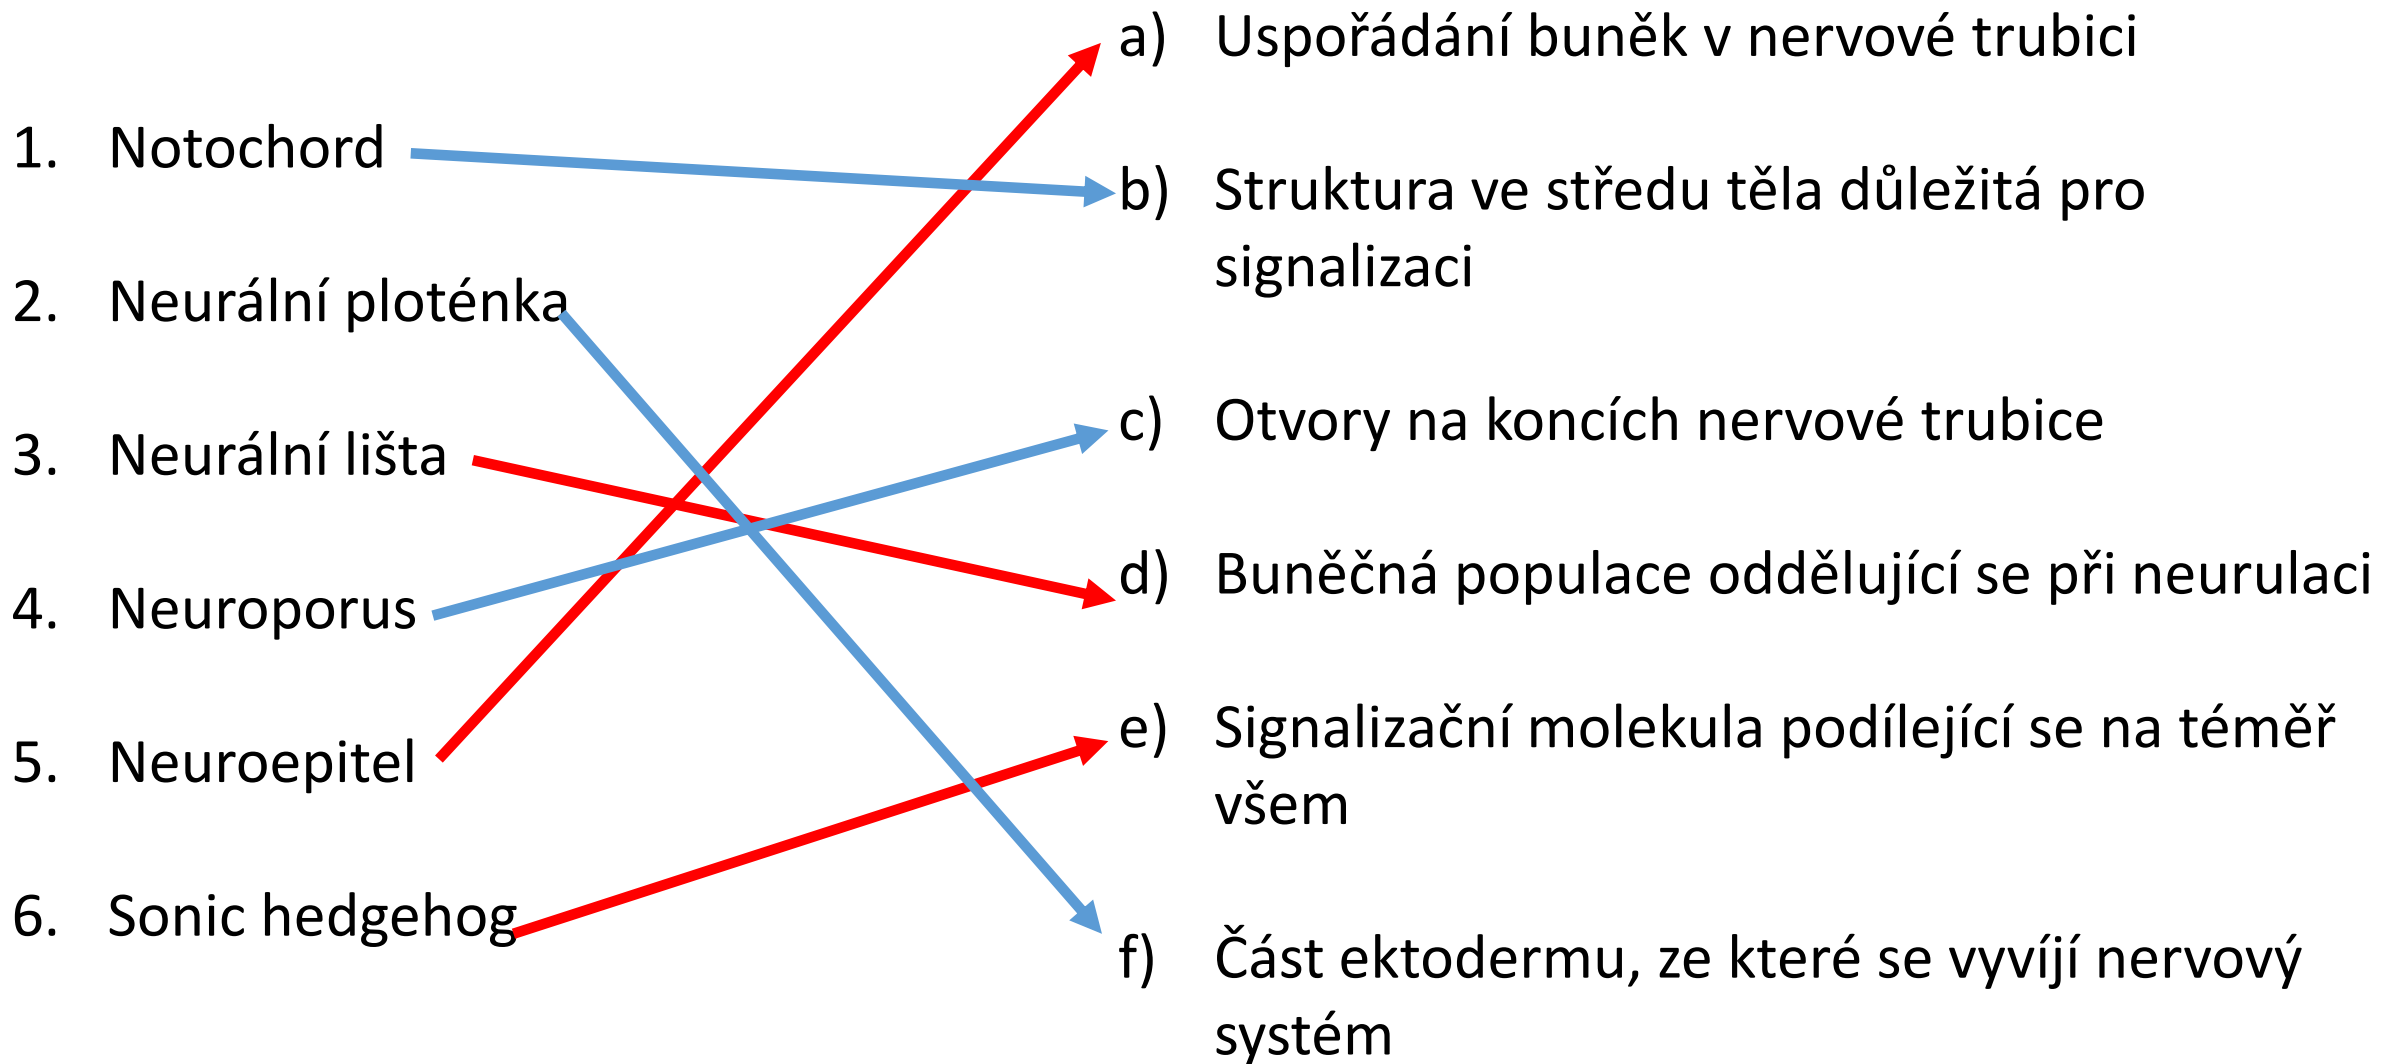 1. Notochord
2. Neurální ploténka
3. Neurální lišta
4. Neuroporus
5. Neuroepitel
6. Sonic hedgehog
a) Uspořádání buněk v nervové trubici
b) Struktura ve středu těla důležitá pro
signalizaci
c) Otvory na koncích nervové trubice
d) Buněčná populace oddělující se při neurulaci
e) Signalizační molekula podílející se na téměř
všem
f) Část ektodermu, ze které se vyvíjí nervový
systém